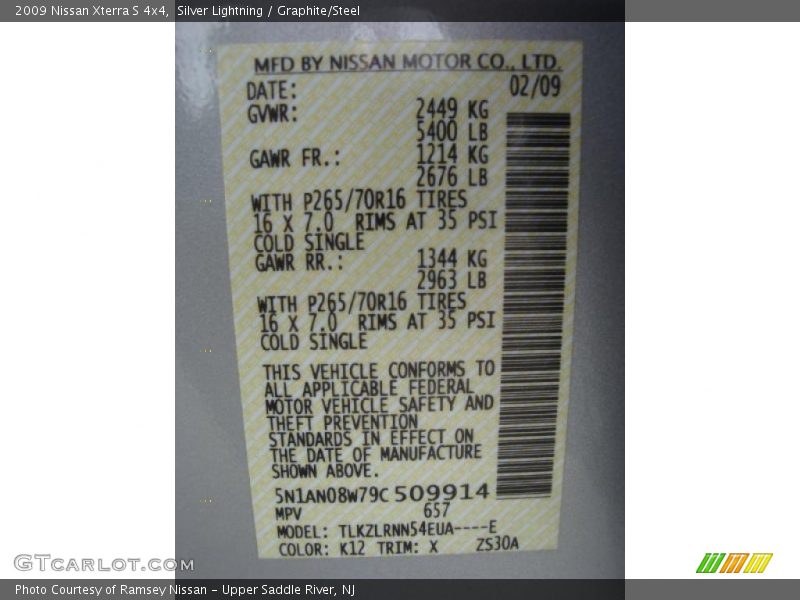 2009 Nissan Xterra S 4x4, Silver Lightning / Graphite/Steel
MFD BY NISSAN MOTOR CO., LTD.
DATE: 02/09
GVWR: 2449 KG
5400 LB
GAWR FR.: 1214 KG
2676 LB
WITH P265/70R16 TIRES
16 X 7.0 RIMS AT 35 PSI
COLD SINGLE
GAWR RR.: 1344 KG
2963 LB
WITH P265/70R16 TIRES
16 X 7.0 RIMS AT 35 PSI
COLD SINGLE
THIS VEHICLE CONFORMS TO
ALL APPLICABLE FEDERAL
MOTOR VEHICLE SAFETY AND
THEFT PREVENTION
STANDARDS IN EFFECT ON
THE DATE OF MANUFACTURE
SHOWN ABOVE.
5N1AN08W79C509914
MPV 657
MODEL: TLKZLRNN54EUA----E
COLOR: K12 TRIM: X ZS30A
GTCARLOT.COM
Photo Courtesy of Ramsey Nissan - Upper Saddle River, NJ